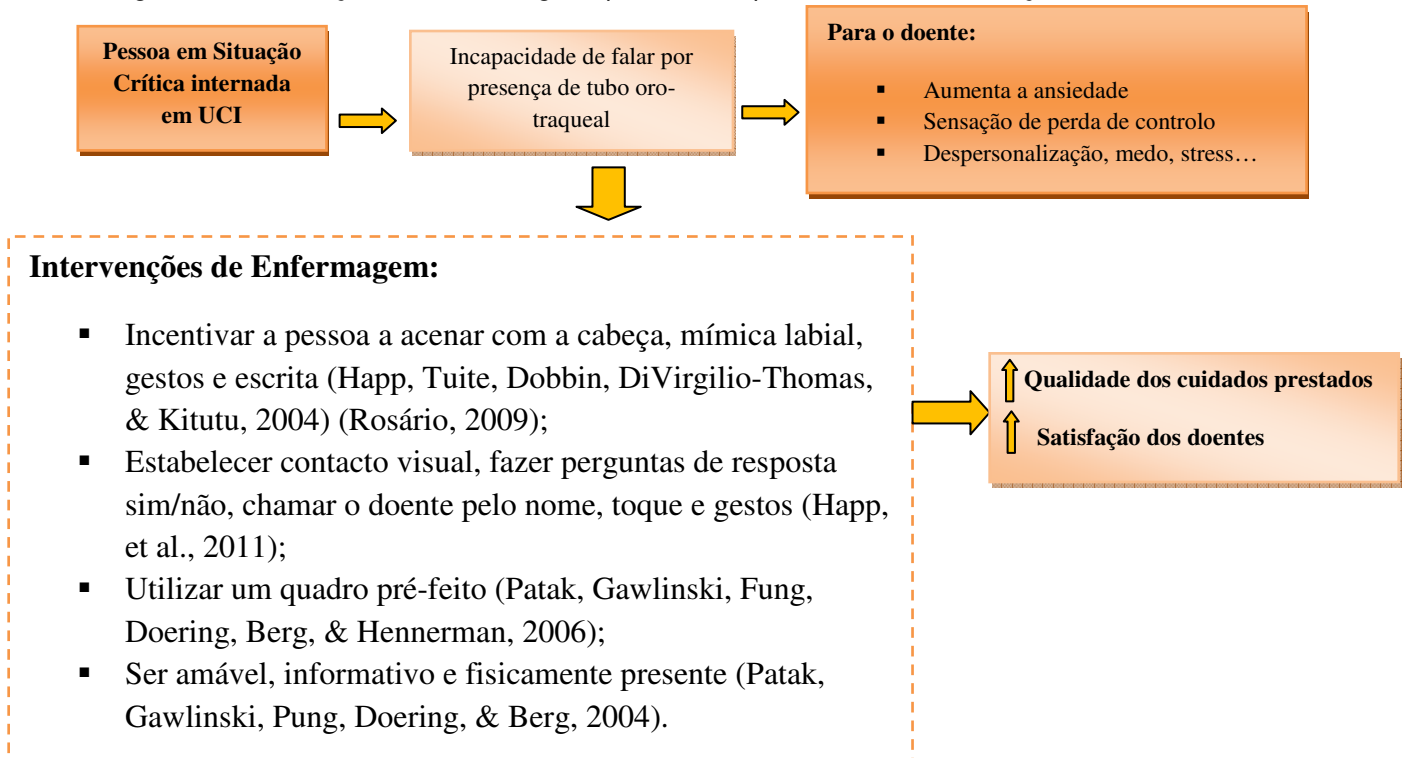 Pessoa em Situação
Crítica internada
em UCI
Incapacidade de falar por
presença de tubo oro-
traqueal
Para o doente:
▪ Aumenta a ansiedade
▪ Sensação de perda de controlo
▪ Despersonalização, medo, stress…
Intervenções de Enfermagem:
▪ Incentivar a pessoa a acenar com a cabeça, mímica labial,
gestos e escrita (Happ, Tuite, Dobbin, DiVirgilio-Thomas,
& Kitutu, 2004) (Rosário, 2009);
▪ Estabelecer contacto visual, fazer perguntas de resposta
sim/não, chamar o doente pelo nome, toque e gestos (Happ,
et al., 2011);
▪ Utilizar um quadro pré-feito (Patak, Gawlinski, Fung,
Doering, Berg, & Hennerman, 2006);
▪ Ser amável, informativo e fisicamente presente (Patak,
Gawlinski, Pung, Doering, & Berg, 2004).
Qualidade dos cuidados prestados
Satisfação dos doentes